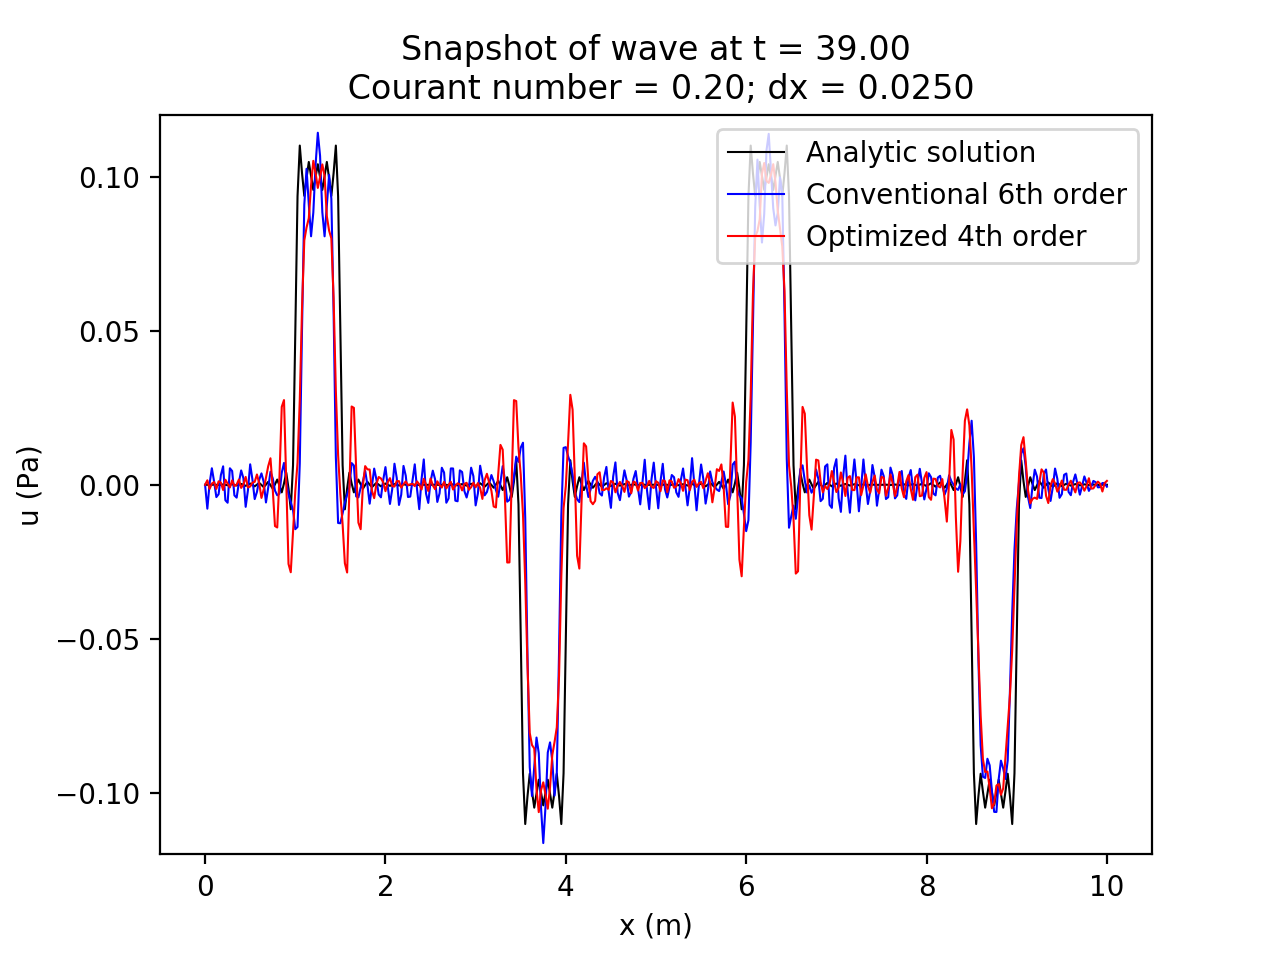 Snapshot of wave at t = 39.00
Courant number = 0.20; dx = 0.0250
Analytic solution
Conventional 6th order
Optimized 4th order
u (Pa)
0.10
0.05
0.00
−0.05
−0.10
0 2 4 6 8 10
x (m)